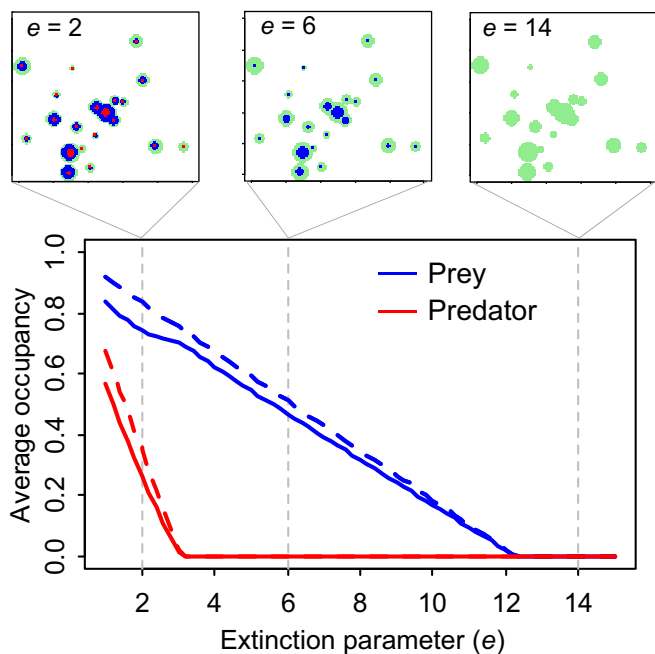 e = 2
e = 6
e = 14
Average occupancy
1.0
0.8
0.6
0.4
0.2
0.0
Prey
Predator
2 4 6 8 10 12 14
Extinction parameter (e)